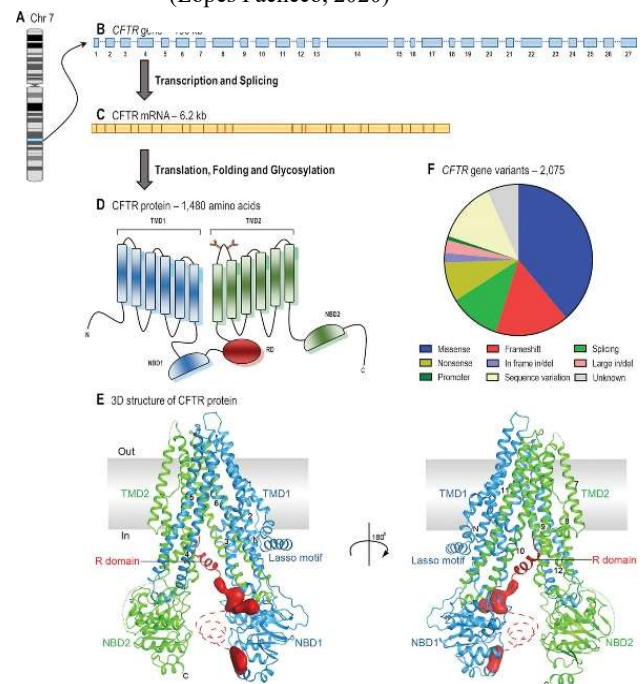 (Lopes Pacheco, 2020)
A Chr 7
B CFTR
1 2 3 4 5 6 7 8 9 10 11 12 13 14 15 16 17 18 19 20 21 22 23 24 25 26 27
Transcription and Splicing
C CFTR mRNA – 6.2 kb
Translation, Folding and Glycosylation
D CFTR protein – 1,480 amino acids
TMD1 TMD2
N NBD1 RD NBD2 C
F CFTR gene variants – 2,075
Missense Frameshift Splicing
Nonsense In frame in/del Large in/del
Promoter Sequence variation Unknown
E 3D structure of CFTR protein
Out
TMD2 TMD1 TMD1 TMD2
In
Lasso motif 180° Lasso motif
R domain R domain
NBD2 NBD1 NBD1 NBD2
C